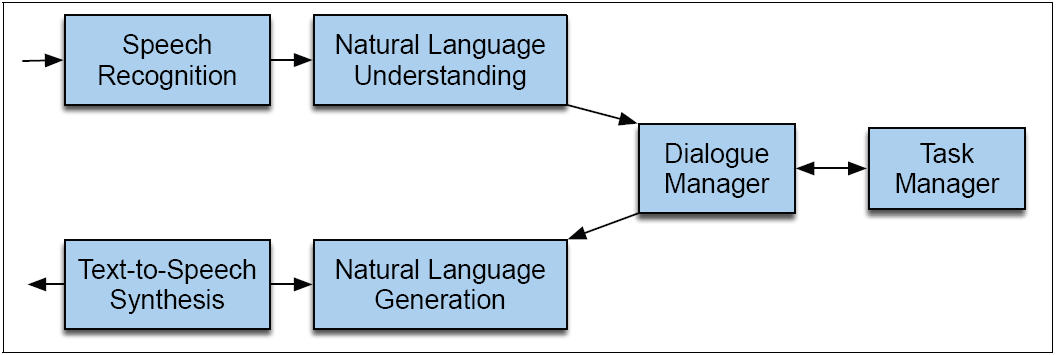 Speech
Recognition
Natural Language
Understanding
Dialogue
Manager
Task
Manager
Text-to-Speech
Synthesis
Natural Language
Generation